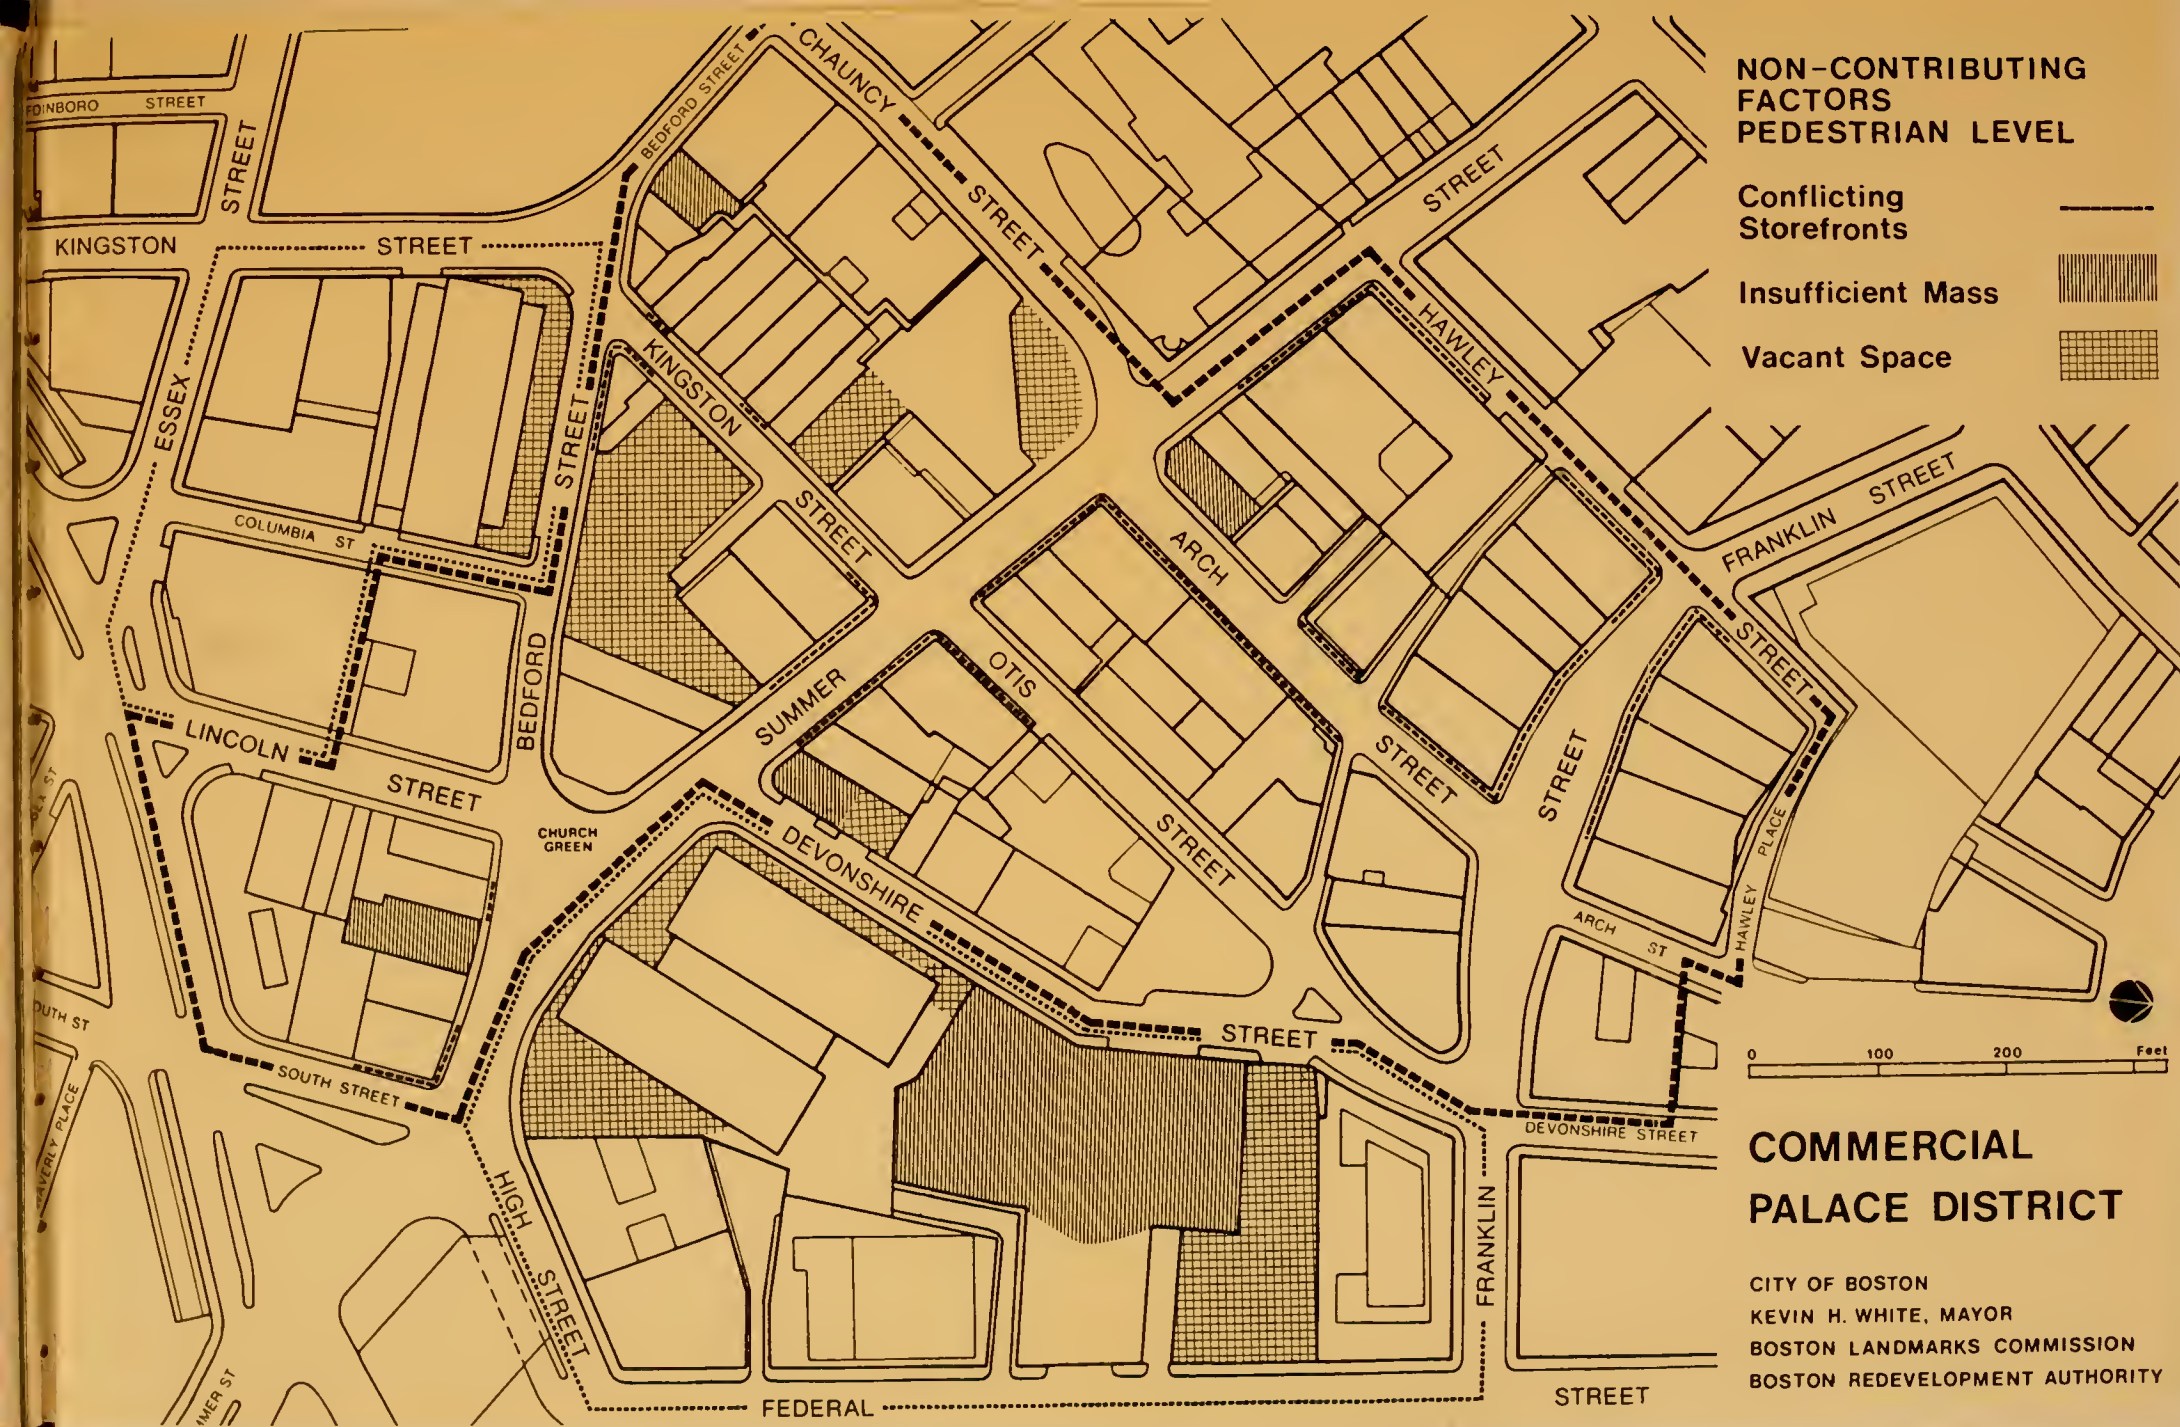 NON-CONTRIBUTING
FACTORS
PEDESTRIAN LEVEL
Conflicting
Storefronts
Insufficient Mass
Vacant Space
BEDFORD STREET
CHAUNCY
STREET
STREET
STREET
STREET
KINGSTON
STREET
ESSEX
HAWLEY
KINGSTON
STREET
STREET
COLUMBIA ST
FRANKLIN
STREET
ARCH
STREET
BEDFORD
OTIS
SUMMER
STREET
LINCOLN
STREET
STREET
STREET
CHURCH
GREEN
DEVONSHIRE
STREET
PLACE
HAWLEY
ARCH ST
STREET
SOUTH STREET
DEVONSHIRE STREET
HIGH
STREET
FRANKLIN
FEDERAL
STREET
PLACE
0 100 200 Feet
COMMERCIAL
PALACE DISTRICT
CITY OF BOSTON
KEVIN H. WHITE, MAYOR
BOSTON LANDMARKS COMMISSION
BOSTON REDEVELOPMENT AUTHORITY